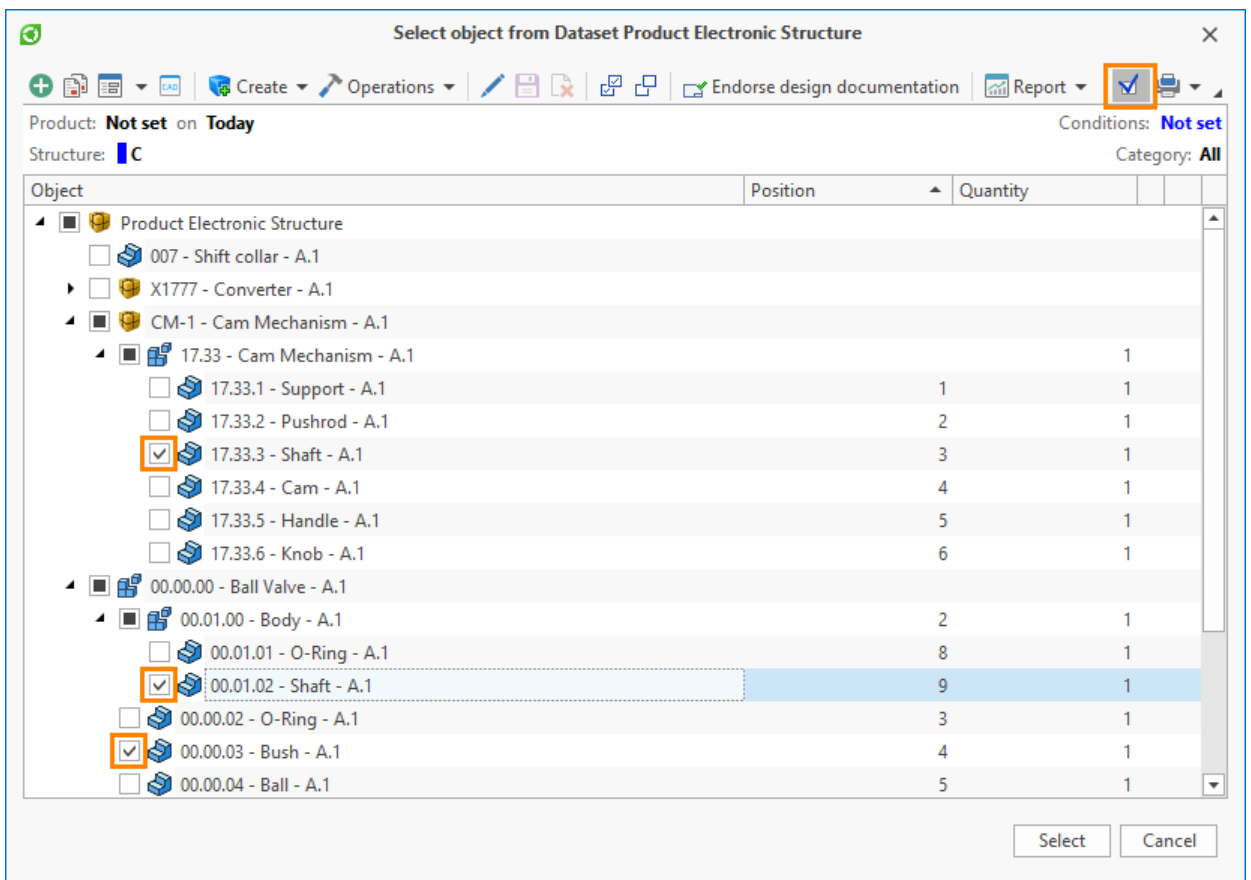 Select object from Dataset Product Electronic Structure
CAD Create Operations Endorse design documentation Report
Product: Not set on Today Conditions: Not set
Structure: C Category: All
Object Position Quantity
Product Electronic Structure
007 - Shift collar - A.1
X1777 - Converter - A.1
CM-1 - Cam Mechanism - A.1
17.33 - Cam Mechanism - A.1 1
17.33.1 - Support - A.1 1 1
17.33.2 - Pushrod - A.1 2 1
17.33.3 - Shaft - A.1 3 1
17.33.4 - Cam - A.1 4 1
17.33.5 - Handle - A.1 5 1
17.33.6 - Knob - A.1 6 1
00.00.00 - Ball Valve - A.1
00.01.00 - Body - A.1 2 1
00.01.01 - O-Ring - A.1 8 1
00.01.02 - Shaft - A.1 9 1
00.00.02 - O-Ring - A.1 3 1
00.00.03 - Bush - A.1 4 1
00.00.04 - Ball - A.1 5 1
Select Cancel